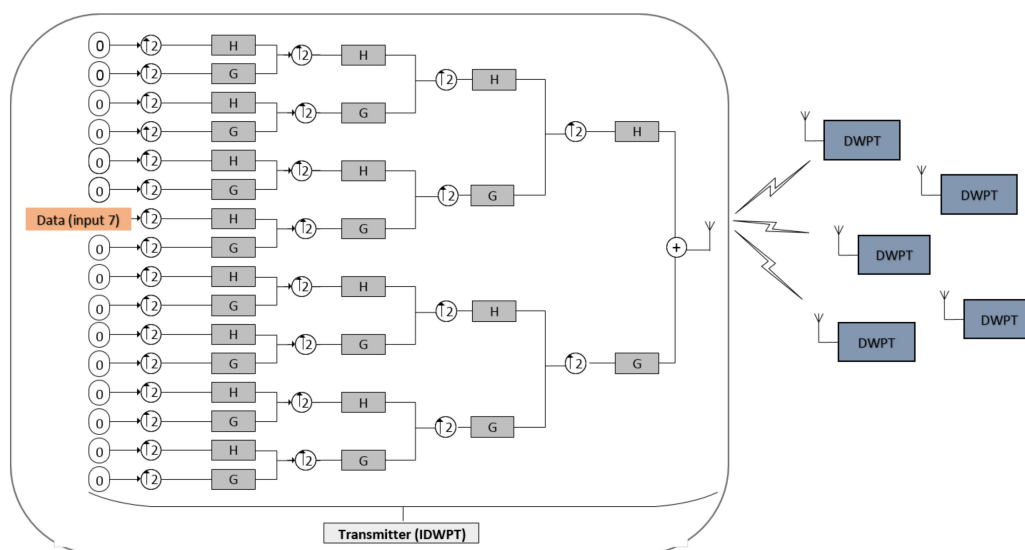 0 ↑2 H
↑2 H
0 ↑2 G
↑2 H
0 ↑2 H
↑2 G
0 ↑2 G
↑2 H
DWPT
0 ↑2 H
↑2 H
0 ↑2 G
↑2 G
DWPT
Data (input 7) ↑2 H
↑2 G
0 ↑2 G
+
DWPT
0 ↑2 H
↑2 H
0 ↑2 G
↑2 H
DWPT
0 ↑2 H
↑2 G
DWPT
0 ↑2 G
↑2 G
0 ↑2 H
↑2 H
0 ↑2 G
↑2 G
0 ↑2 H
↑2 G
0 ↑2 G
Transmitter (IDWPT)